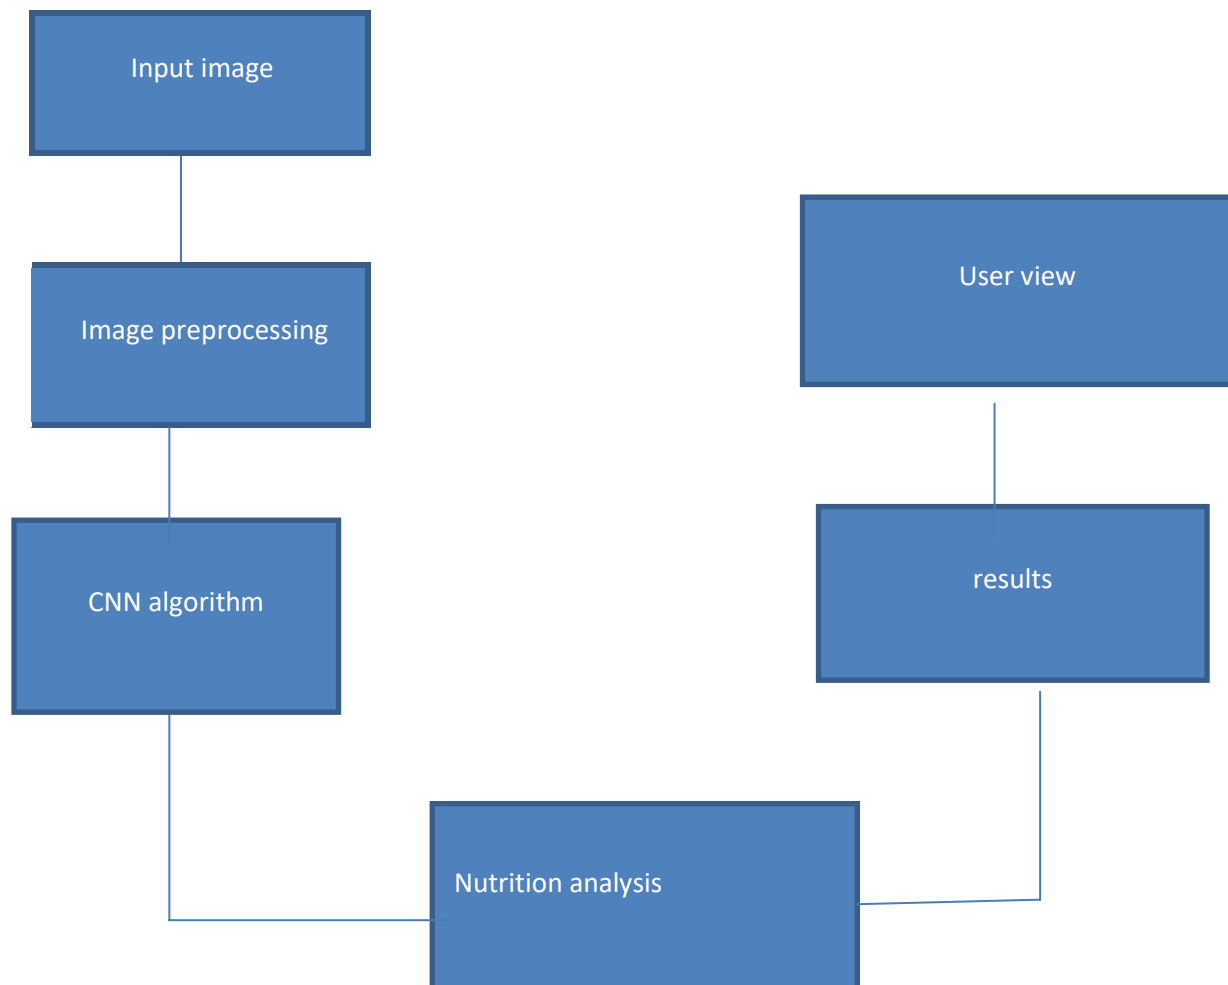 Input image
Image preprocessing
CNN algorithm
Nutrition analysis
results
User view